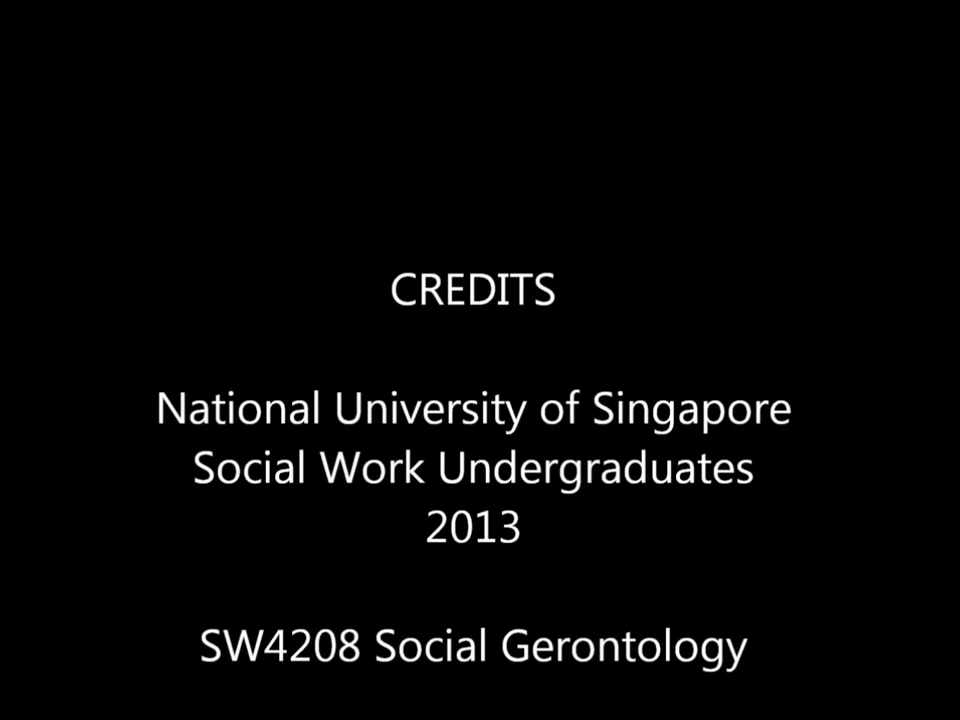 CREDITS
National University of Singapore
Social Work Undergraduates
2013
SW4208 Social Gerontology